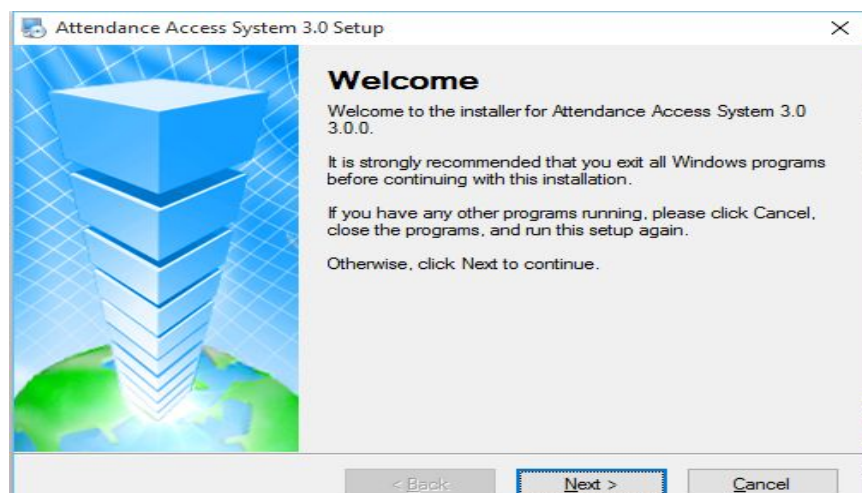 Attendance Access System 3.0 Setup
Welcome
Welcome to the installer for Attendance Access System 3.0
3.0.0.
It is strongly recommended that you exit all Windows programs
before continuing with this installation.
If you have any other programs running, please click Cancel,
close the programs, and run this setup again.
Otherwise, click Next to continue.
< Back
Next >
Cancel